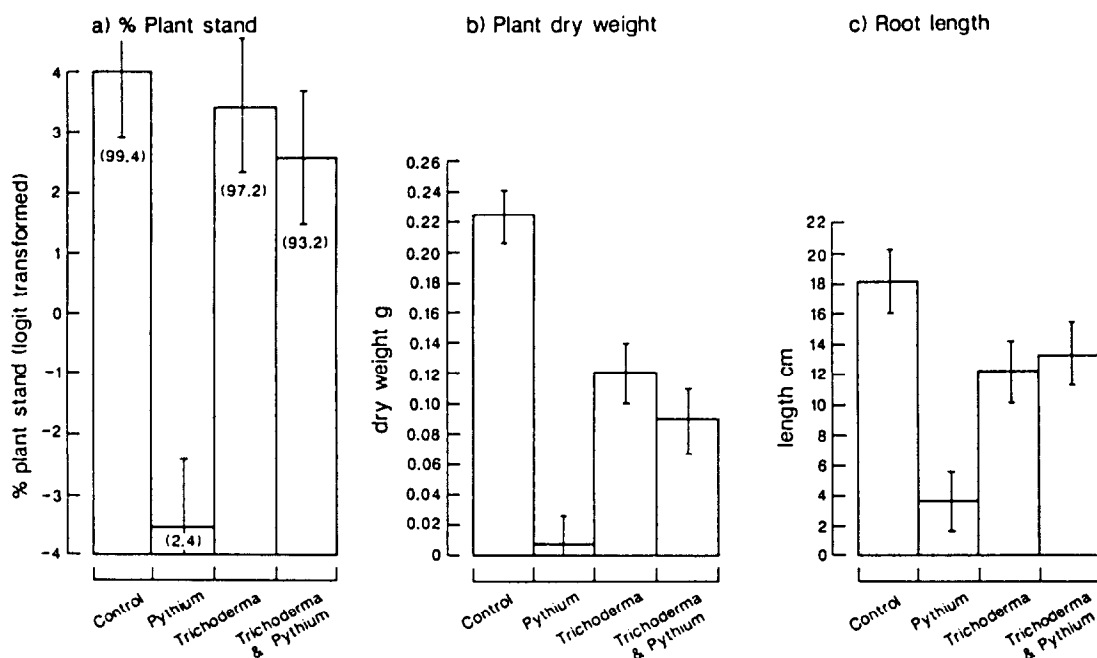 a) % Plant stand
% plant stand (logit transformed)
4
3
2
1
0
-1
-2
-3
-4
(99.4)
(2.4)
(97.2)
(93.2)
Control
Pythium
Trichoderma
Trichoderma
& Pythium
b) Plant dry weight
dry weight g
0.26
0.24
0.22
0.20
0.18
0.16
0.14
0.12
0.10
0.08
0.06
0.04
0.02
0
Control
Pythium
Trichoderma
Trichoderma
& Pythium
c) Root length
length cm
22
20
18
16
14
12
10
8
6
4
2
0
Control
Pythium
Trichoderma
Trichoderma
& Pythium